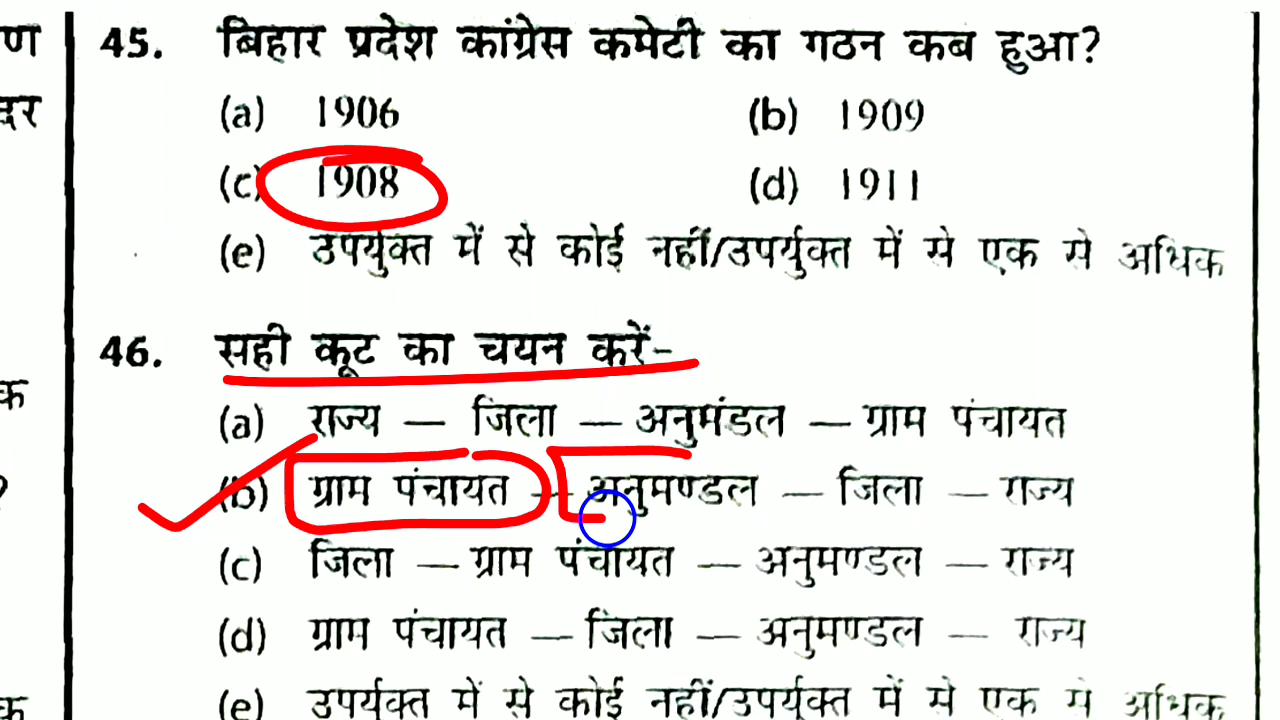 ण
दर
45. बिहार प्रदेश कांग्रेस कमेटी का गठन कब हुआ?
(a) 1906 (b) 1909
(c) 1908 (d) 1911
(e) उपर्युक्त में से कोई नहीं/उपर्युक्त में से एक से अधिक
46. सही कूट का चयन करें-
क
(a) राज्य — जिला — अनुमंडल — ग्राम पंचायत
?
(b) ग्राम पंचायत — अनुमण्डल — जिला — राज्य
(c) जिला — ग्राम पंचायत — अनुमण्डल — राज्य
(d) ग्राम पंचायत — जिला — अनुमण्डल — राज्य
क
(e) उपर्युक्त में से कोई नहीं/उपर्युक्त में से एक से अधिक